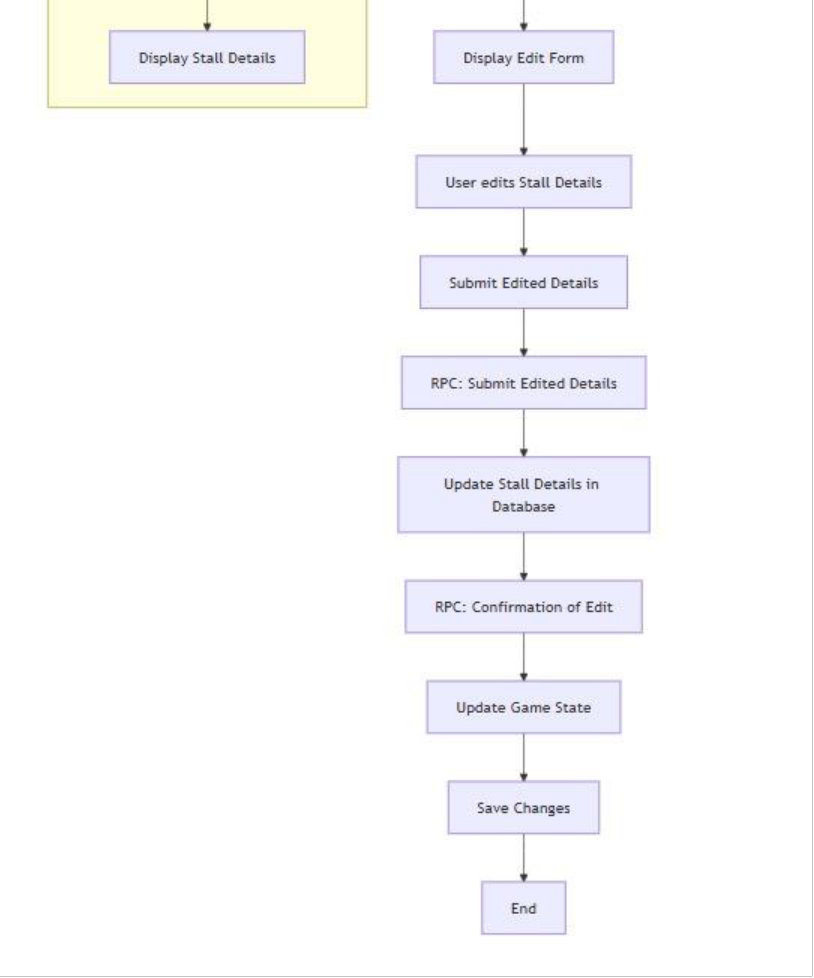 Display Stall Details
Display Edit Form
User edits Stall Details
Submit Edited Details
RPC: Submit Edited Details
Update Stall Details in
Database
RPC: Confirmation of Edit
Update Game State
Save Changes
End